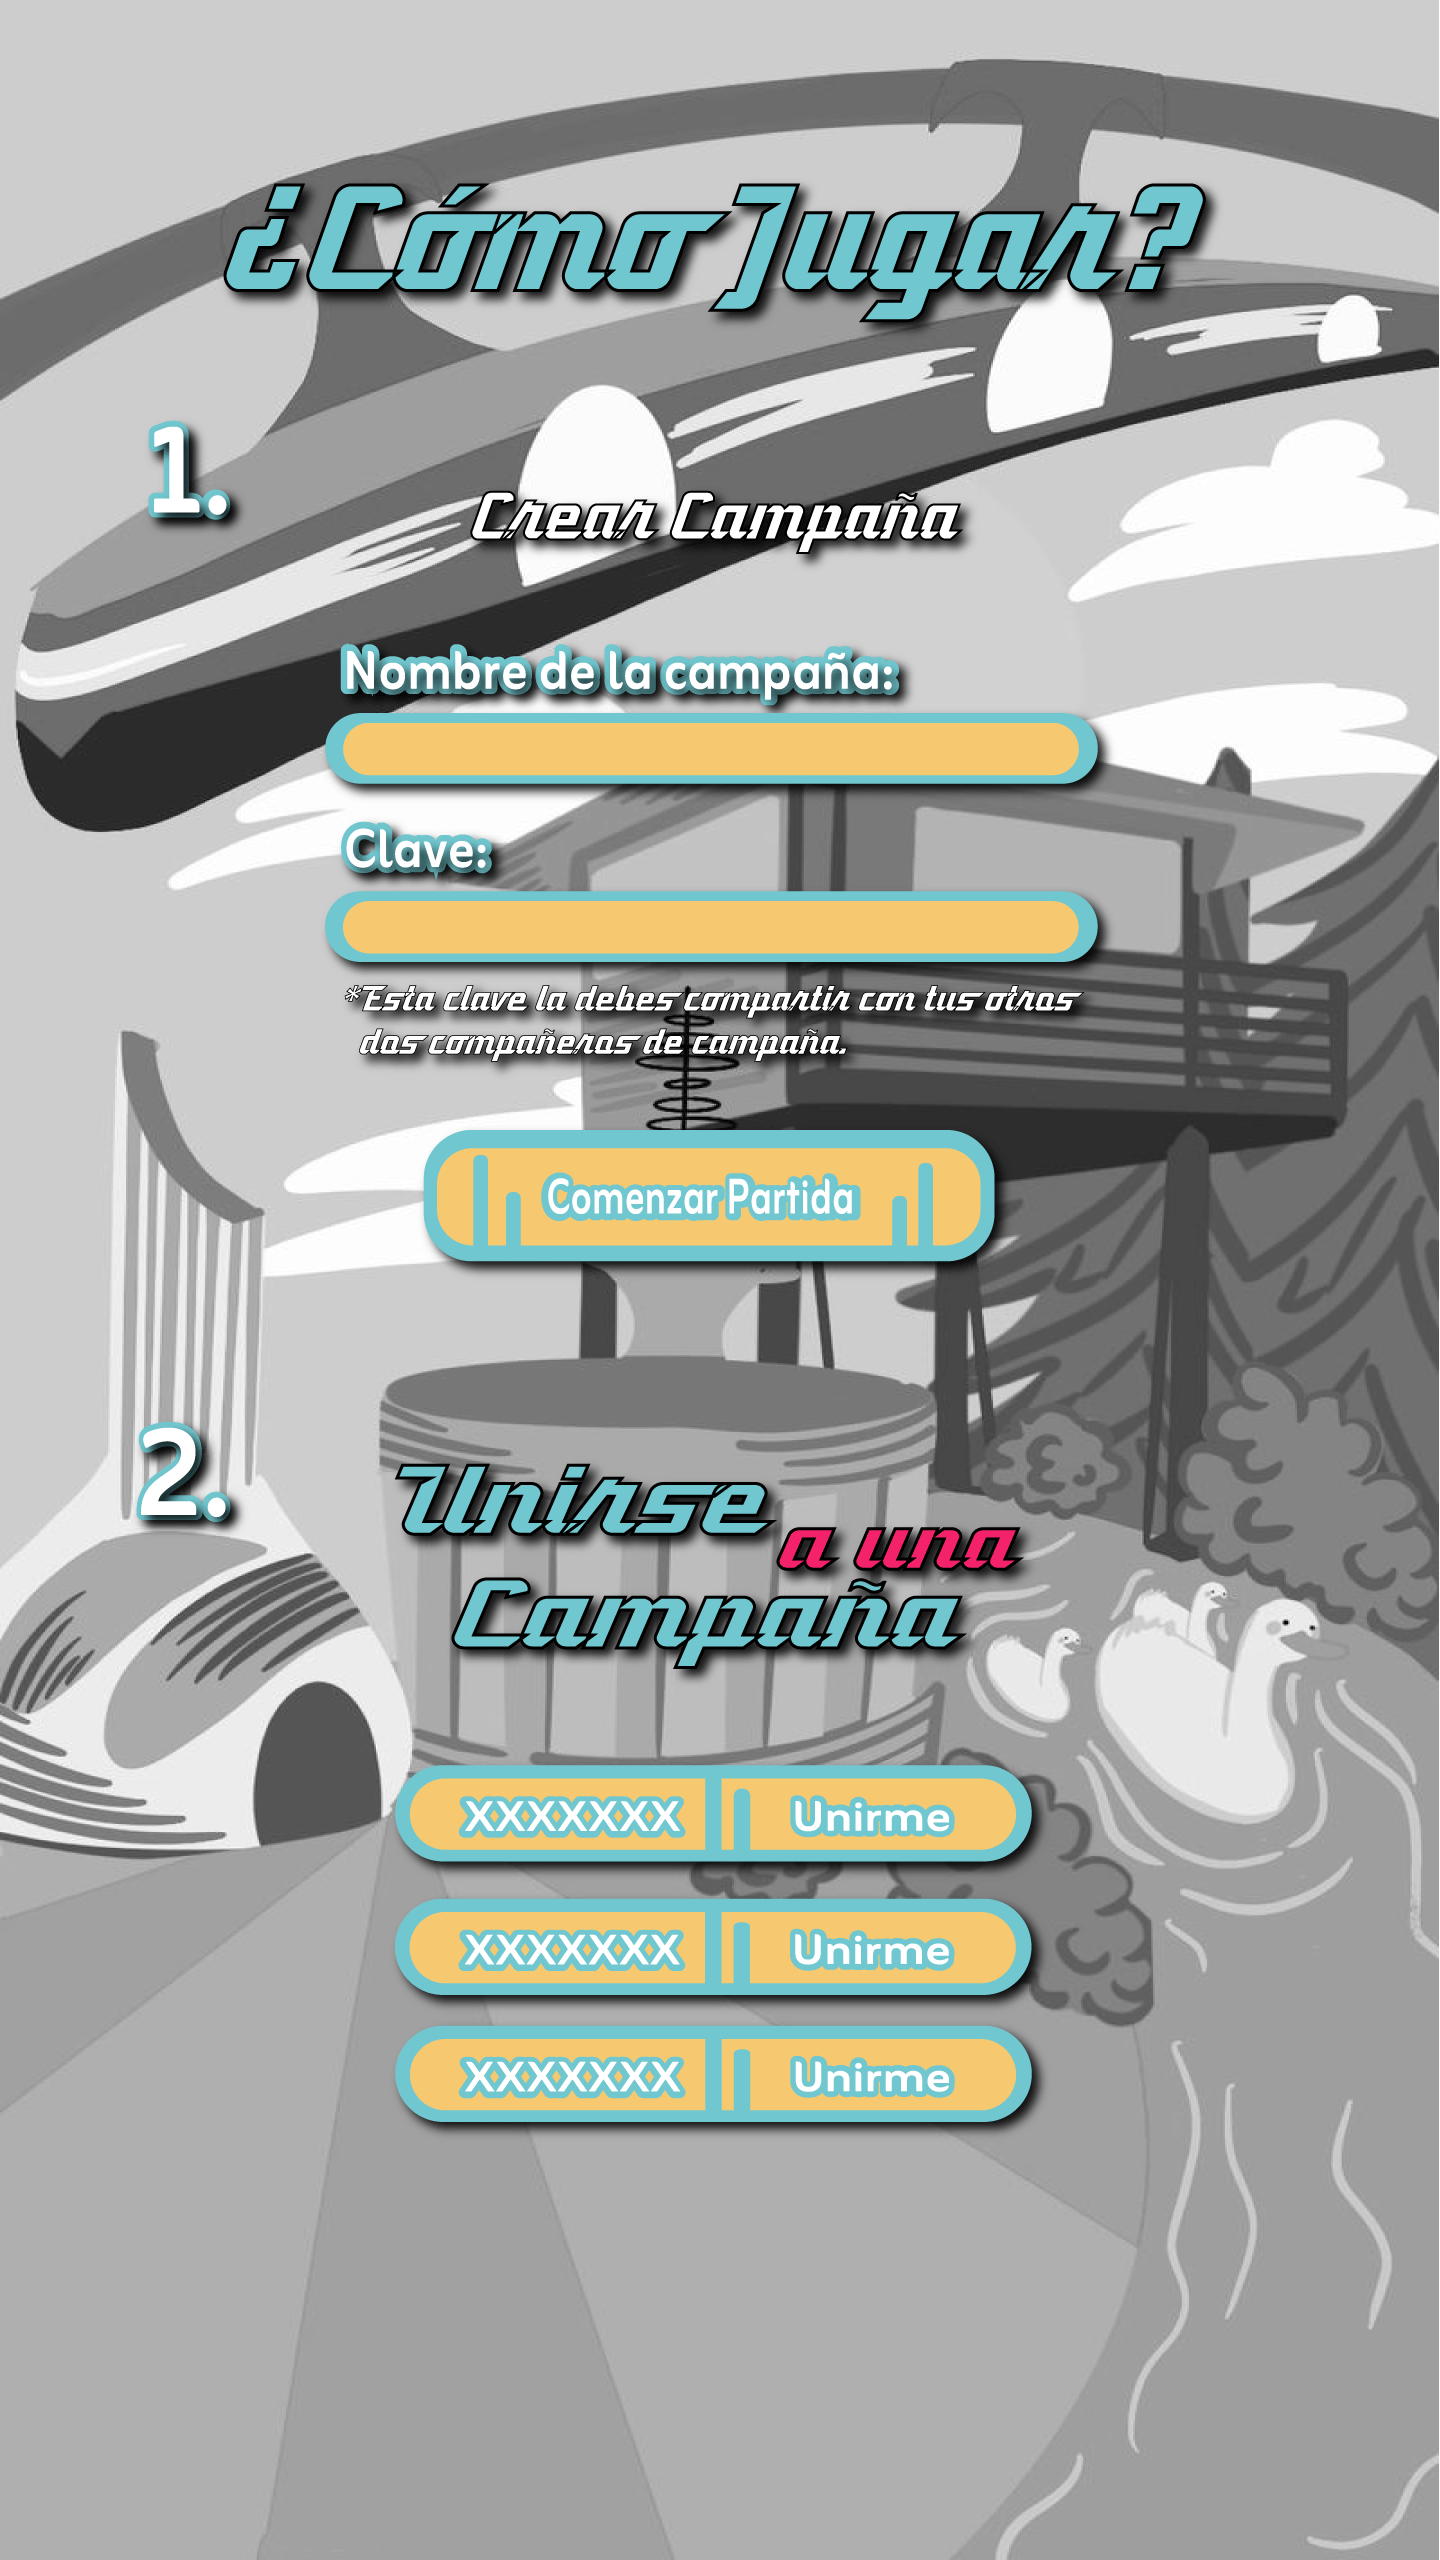 ¿Cómo Jugar?
1.
Crear Campaña
Nombre de la campaña:
Clave:
*Esta clave la debes compartir con tus otros
dos compañeros de campaña.
Comenzar Partida
2.
Unirse a una
Campaña
XXXXXXX Unirme
XXXXXXX Unirme
XXXXXXX Unirme